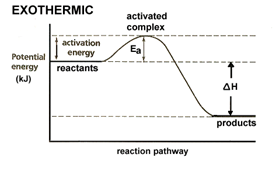 EXOTHERMIC
activated
complex
activation
energy
Ea
Potential
energy
(kJ)
reactants
ΔH
products
reaction pathway